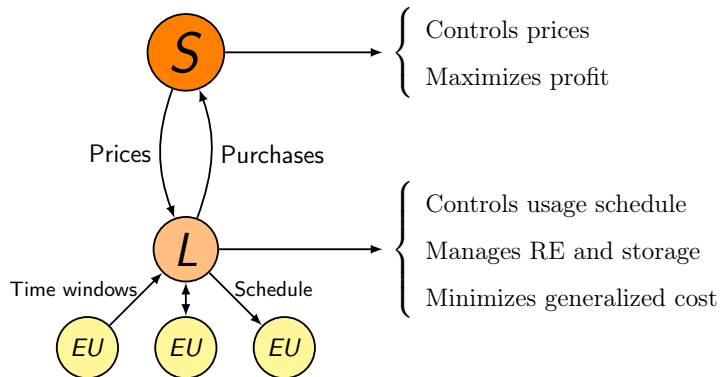 S
Controls prices
Maximizes profit
Prices
Purchases
L
Controls usage schedule
Manages RE and storage
Minimizes generalized cost
Time windows
Schedule
EU
EU
EU